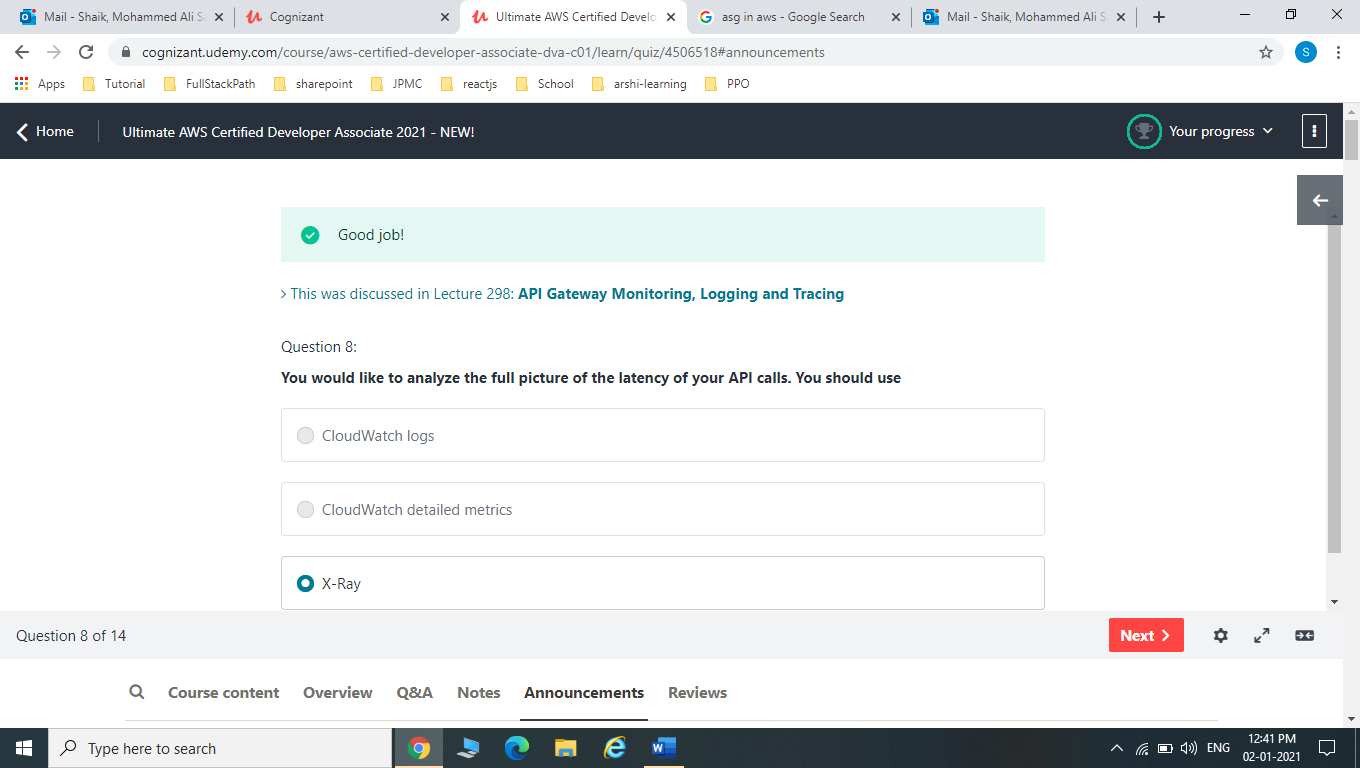 Mail - Shaik, Mohammed Ali S
Cognizant
Ultimate AWS Certified Develo
asg in aws - Google Search
Mail - Shaik, Mohammed Ali S
cognizant.udemy.com/course/aws-certified-developer-associate-dva-c01/learn/quiz/4506518#announcements
S
Apps
Tutorial
FullStackPath
sharepoint
JPMC
reactjs
School
arshi-learning
PPO
Home
Ultimate AWS Certified Developer Associate 2021 - NEW!
Your progress
Good job!
This was discussed in Lecture 298: API Gateway Monitoring, Logging and Tracing
Question 8:
You would like to analyze the full picture of the latency of your API calls. You should use
CloudWatch logs
CloudWatch detailed metrics
X-Ray
Question 8 of 14
Next
Course content
Overview
Q&A
Notes
Announcements
Reviews
Type here to search
ENG
12:41 PM
02-01-2021